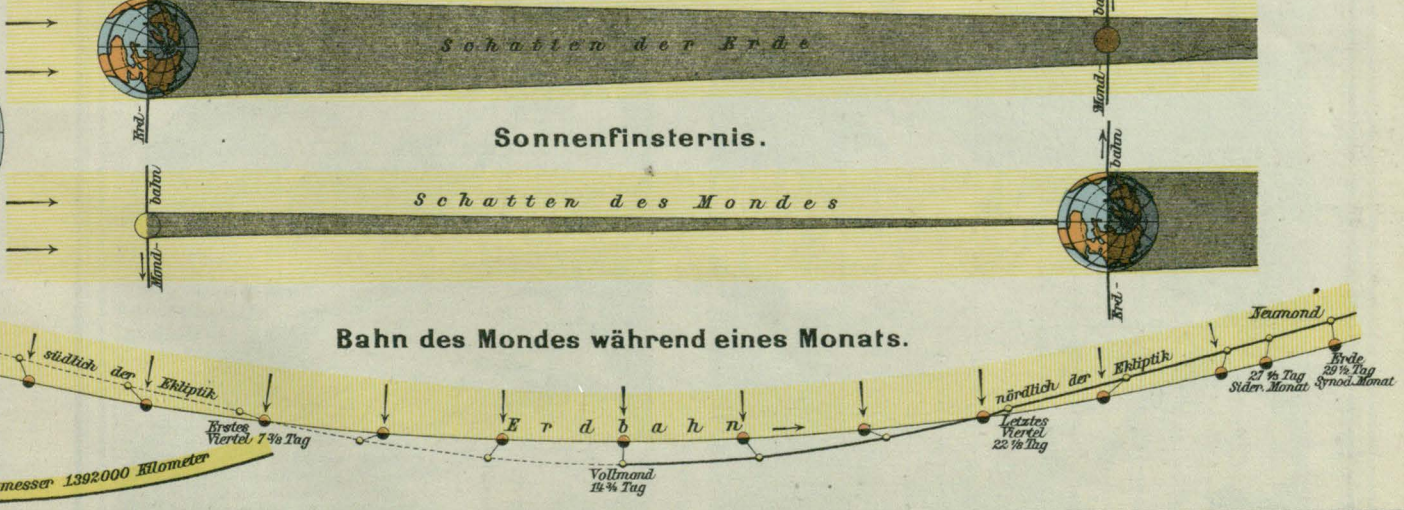 Schatten der Erde
ba
Mond-
Erd-
Sonnenfinsternis.
bahn
Mond-
Schatten des Mondes
bahn
Erd-
Bahn des Mondes während eines Monats.
südlich der Ekliptik
Erdbahn
nördlich der Ekliptik
Neumond
Erde
29 ½ Tag
Synod. Monat
27 ⅓ Tag
Sider. Monat
Erstes
Viertel 7 ⅜ Tag
Letztes
Viertel
22 ⅛ Tag
Vollmond
14 ¾ Tag
messer 1392000 Kilometer